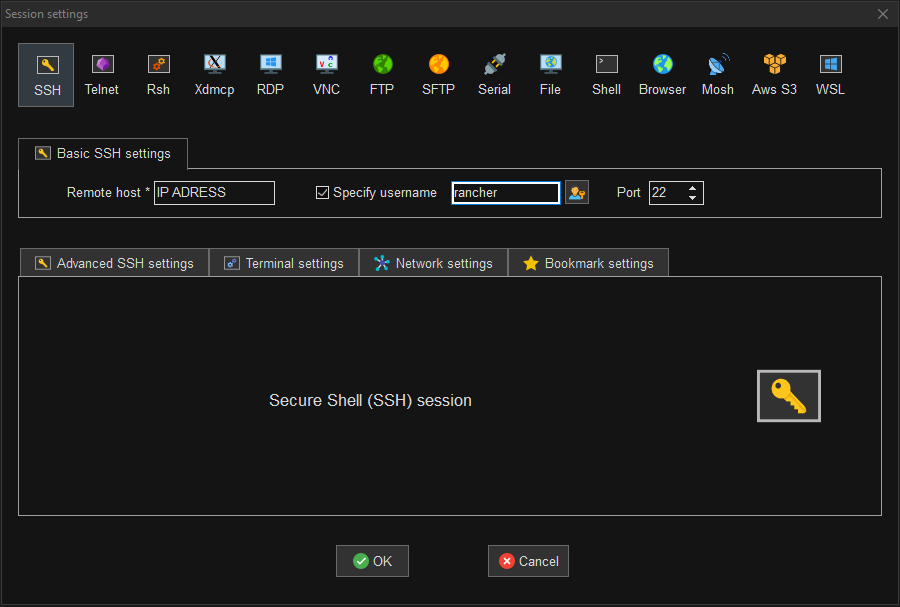 Session settings
SSH Telnet Rsh Xdmcp RDP VNC FTP SFTP Serial File Shell Browser Mosh Aws S3 WSL
Basic SSH settings
Remote host * IP ADRESS Specify username rancher Port 22
Advanced SSH settings Terminal settings Network settings Bookmark settings
Secure Shell (SSH) session
OK Cancel